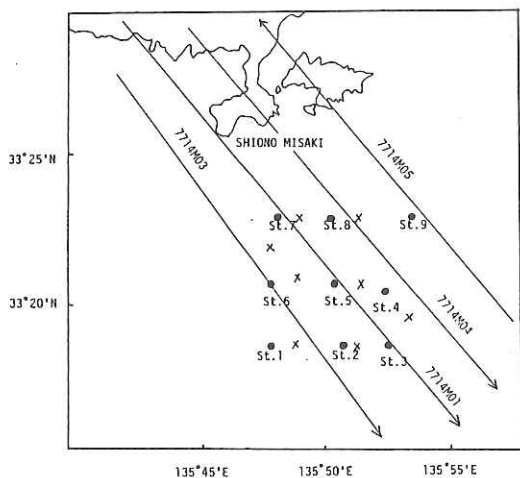 SHIONO MISAKI
33°25'N
7714M03
7714M05
St.7
St.8
St.9
33°20'N
St.6
St.5
St.4
7714M04
St.1
St.2
St.3
7714M01
135°45'E
135°50'E
135°55'E